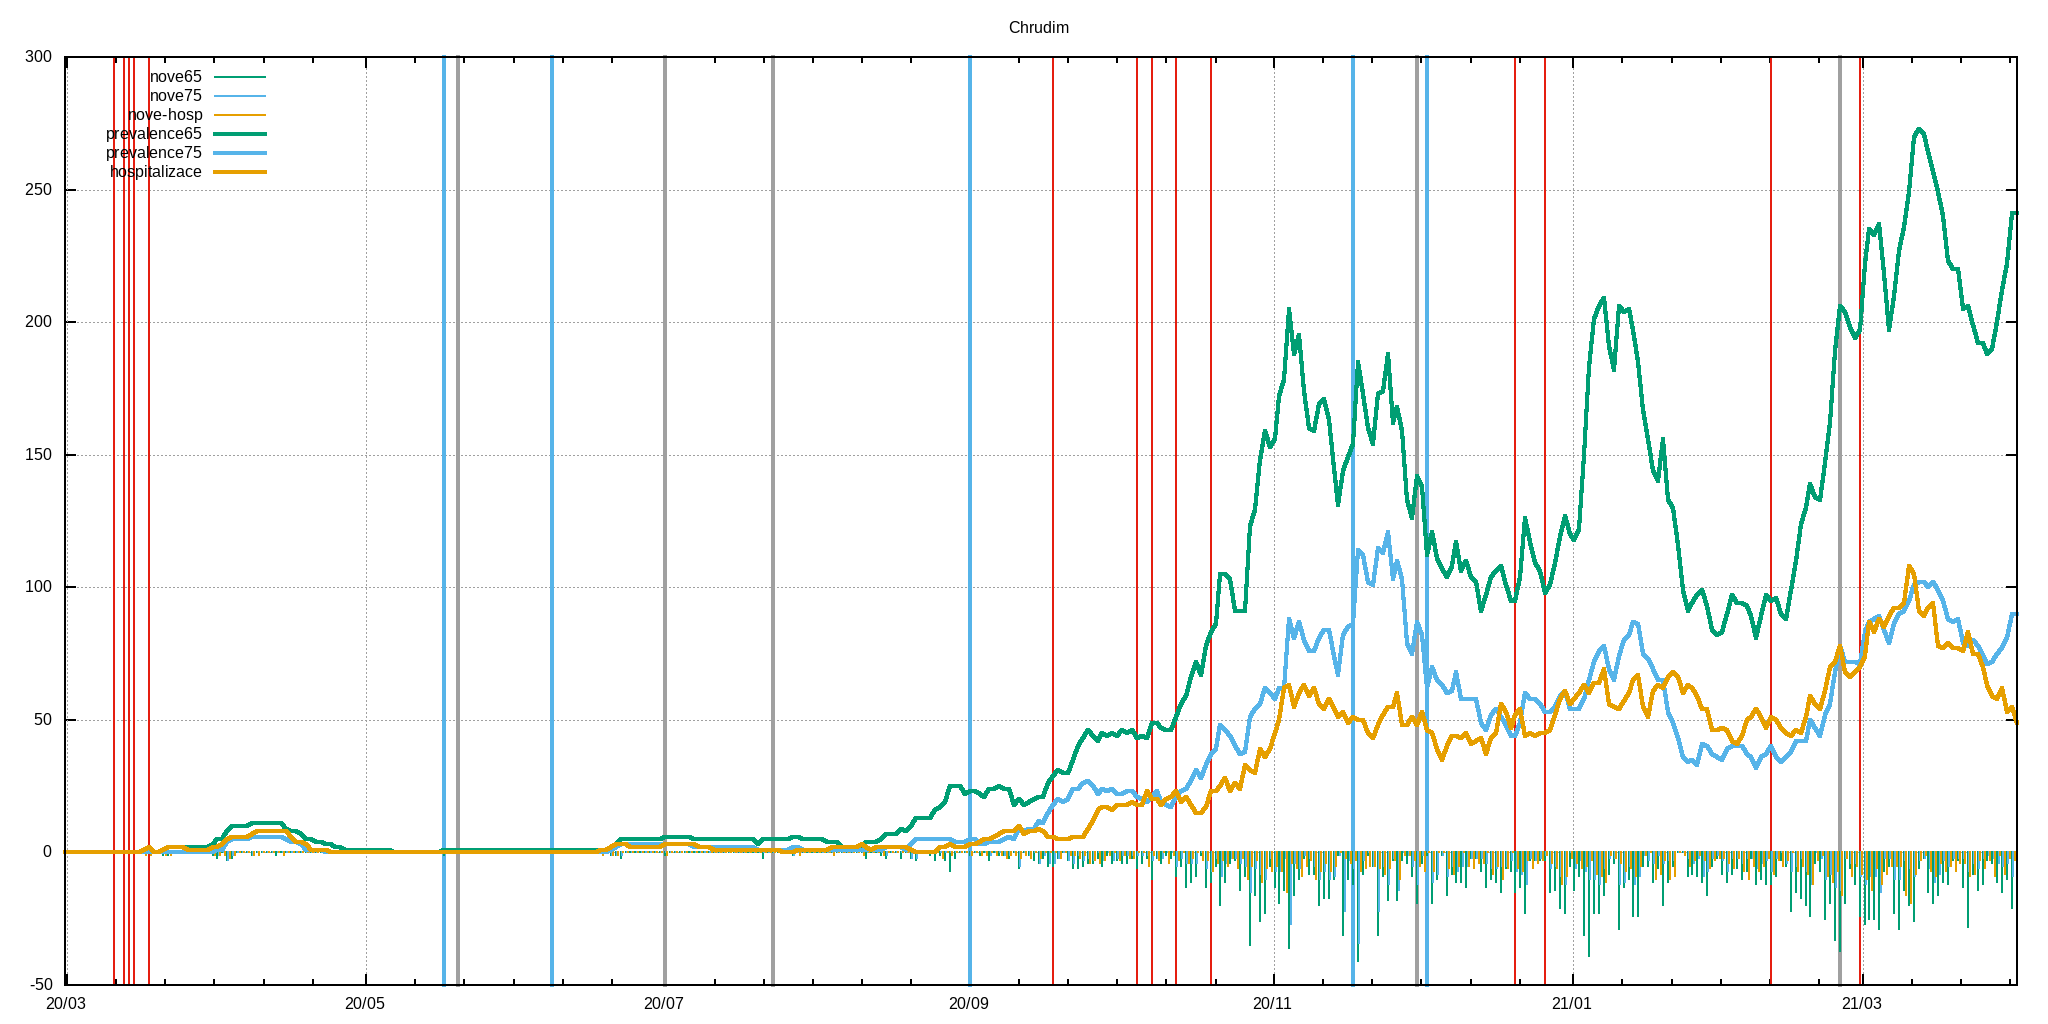 Chrudim
300
nove65
nove75
nove-hosp
prevalence65
prevalence75
hospitalizace
250
200
150
100
50
0
-50
20/03 20/05 20/07 20/09 20/11 21/01 21/03